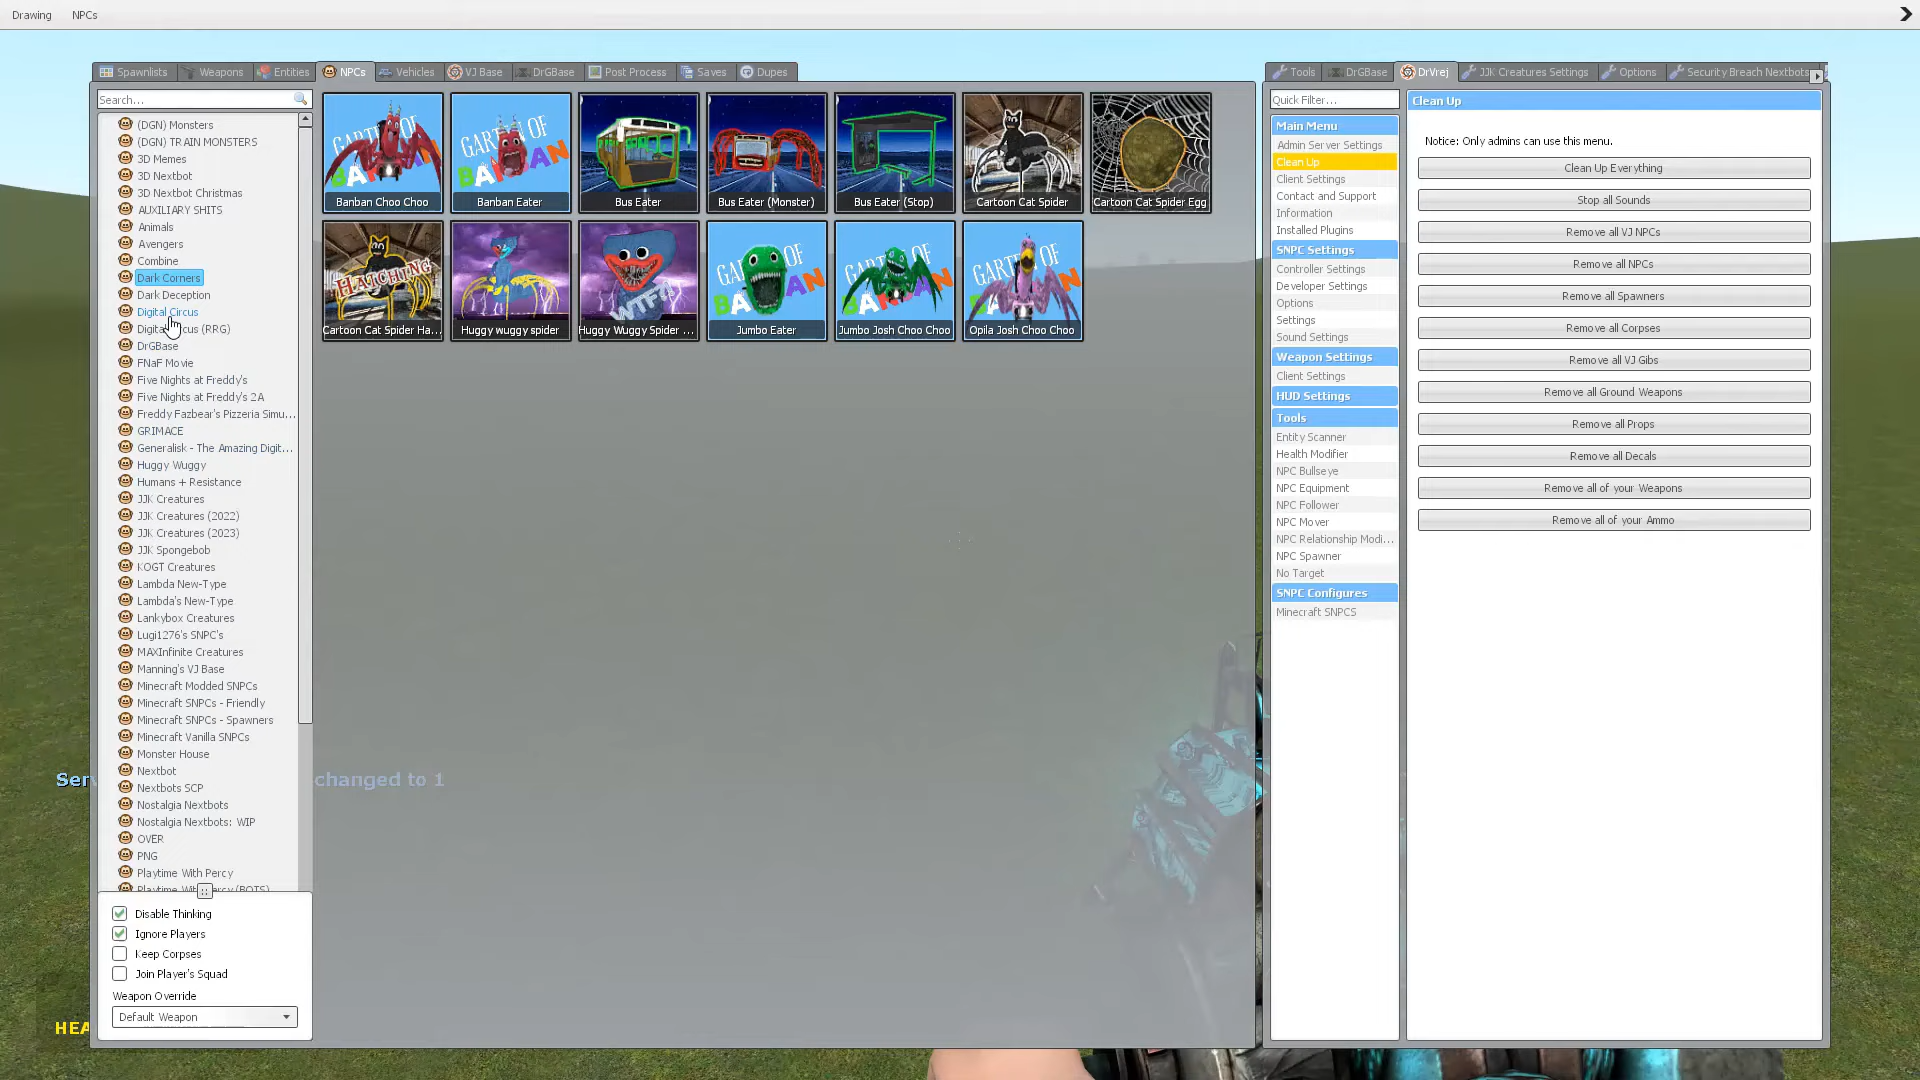 Drawing NPCs
Spawnlists Weapons Entities NPCs Vehicles VJ Base DrGBase Post Process Saves Dupes
Search...
(DGN) Monsters
(DGN) TRAIN MONSTERS
3D Memes
3D Nextbot
3D Nextbot Christmas
AUXILIARY SHITS
Animals
Avengers
Combine
Dark Corners
Dark Deception
Digital Circus
Digital Circus (RRG)
DrGBase
FNaF Movie
Five Nights at Freddy's
Five Nights at Freddy's 2A
Freddy Fazbear's Pizzeria Simu...
GRIMACE
Generalisk - The Amazing Digit...
Huggy Wuggy
Humans + Resistance
JJK Creatures
JJK Creatures (2022)
JJK Creatures (2023)
JJK Spongebob
KOGT Creatures
Lambda New-Type
Lambda's New-Type
Lankybox Creatures
Lugi1276's SNPC's
MAXInfinite Creatures
Manning's VJ Base
Minecraft Modded SNPCs
Minecraft SNPCs - Friendly
Minecraft SNPCs - Spawners
Minecraft Vanilla SNPCs
Monster House
Nextbot
Nextbots SCP
Nostalgia Nextbots
Nostalgia Nextbots: WIP
OVER
PNG
Playtime With Percy
Playtime With Percy (BOTS)
Disable Thinking
Ignore Players
Keep Corpses
Join Player's Squad
Weapon Override
Default Weapon
Banban Choo Choo
Banban Eater
Bus Eater
Bus Eater (Monster)
Bus Eater (Stop)
Cartoon Cat Spider
Cartoon Cat Spider Egg
HATCHING
Cartoon Cat Spider Ha...
Huggy wuggy spider
WTF?
Huggy Wuggy Spider ...
Jumbo Eater
Jumbo Josh Choo Choo
Opila Josh Choo Choo
changed to 1
HEA
Tools DrGBase DrVrej JJK Creatures Settings Options Security Breach Nextbots
Quick Filter...
Main Menu
Admin Server Settings
Clean Up
Client Settings
Contact and Support
Information
Installed Plugins
SNPC Settings
Controller Settings
Developer Settings
Options
Settings
Sound Settings
Weapon Settings
Client Settings
HUD Settings
Tools
Entity Scanner
Health Modifier
NPC Bullseye
NPC Equipment
NPC Follower
NPC Mover
NPC Relationship Modi...
NPC Spawner
No Target
SNPC Configures
Minecraft SNPCS
Clean Up
Notice: Only admins can use this menu.
Clean Up Everything
Stop all Sounds
Remove all VJ NPCs
Remove all NPCs
Remove all Spawners
Remove all Corpses
Remove all VJ Gibs
Remove all Ground Weapons
Remove all Props
Remove all Decals
Remove all of your Weapons
Remove all of your Ammo